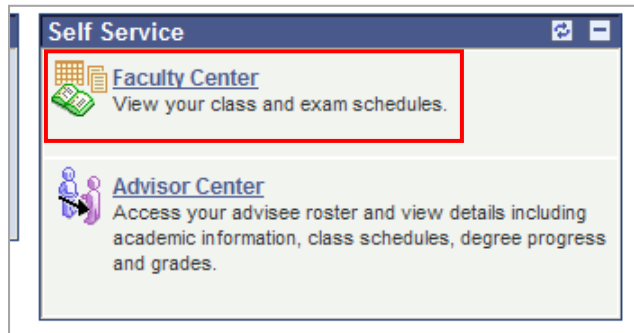 Self Service
Faculty Center
View your class and exam schedules.
Advisor Center
Access your advisee roster and view details including
academic information, class schedules, degree progress
and grades.